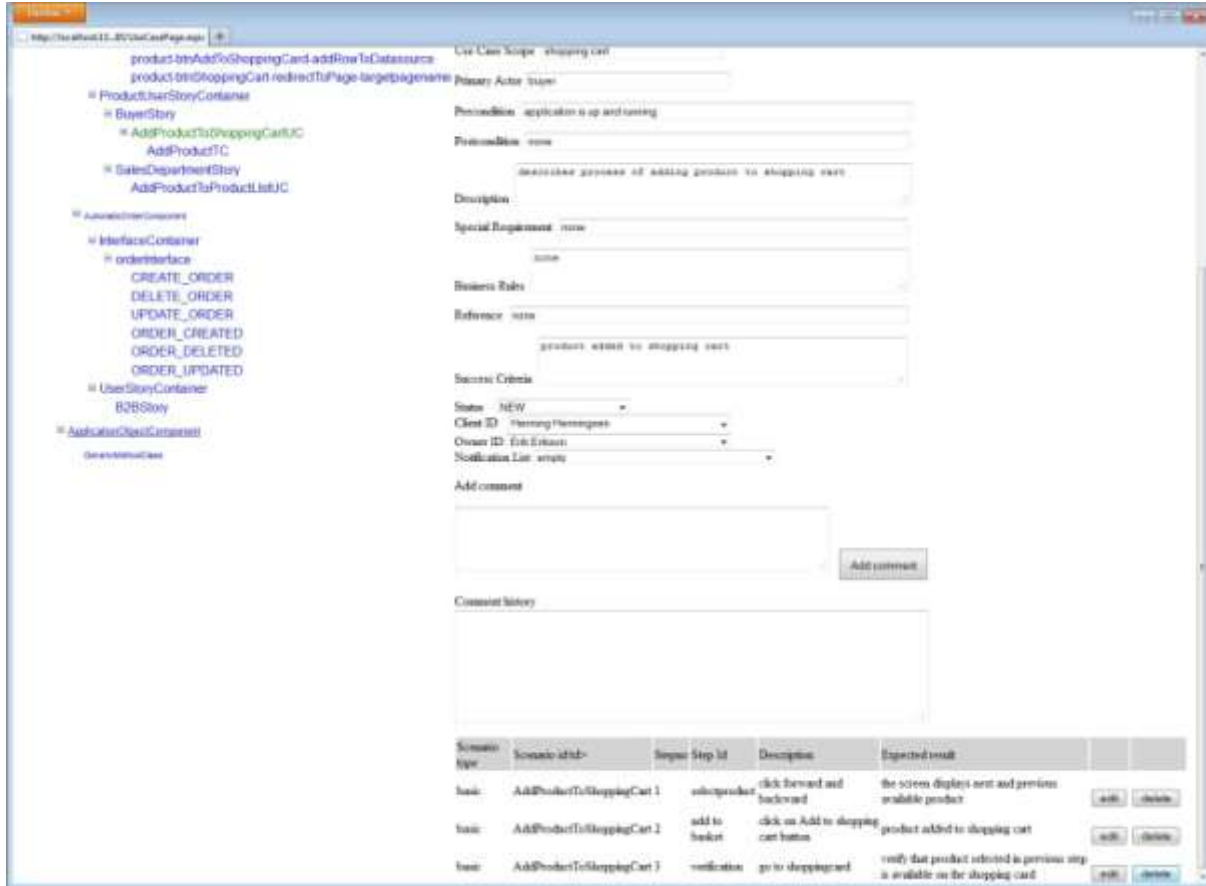 product-btnAddToShoppingCard-addRowToDatasource
product-btnShoppingCart-redirectToPage-targetpagename
ProductUserStoryContainer
BuyerStory
AddProductToShoppingCartUC
AddProductTC
SalesDepartmentStory
AddProductToProductListUC
InterfaceContainer
orderInterface
CREATE_ORDER
DELETE_ORDER
UPDATE_ORDER
ORDER_CREATED
ORDER_DELETED
ORDER_UPDATED
UserStoryContainer
B2BStory
ApplicationObjectComponent
Use Case Scope shopping cart
Primary Actor buyer
Precondition application is up and running
Postcondition none
describes process of adding product to shopping cart
Description
Special Requirement none
none
Business Rules
Reference none
product added to shopping cart
Success Criteria
Status NEW
Client ID Henning
Owner ID Erik
Notification List empty
Add comment
Add comment
Comment history
Scenario type Scenario Step Id Description Expected result
basic AddProductToShoppingCart 1 selectproduct click forward and backward the screen displays next and previous available product edit delete
basic AddProductToShoppingCart 2 add to basket click on Add to shopping cart button product added to shopping cart edit delete
basic AddProductToShoppingCart 3 verification go to shoppingcard verify that product selected in previous step is available on the shopping card edit delete